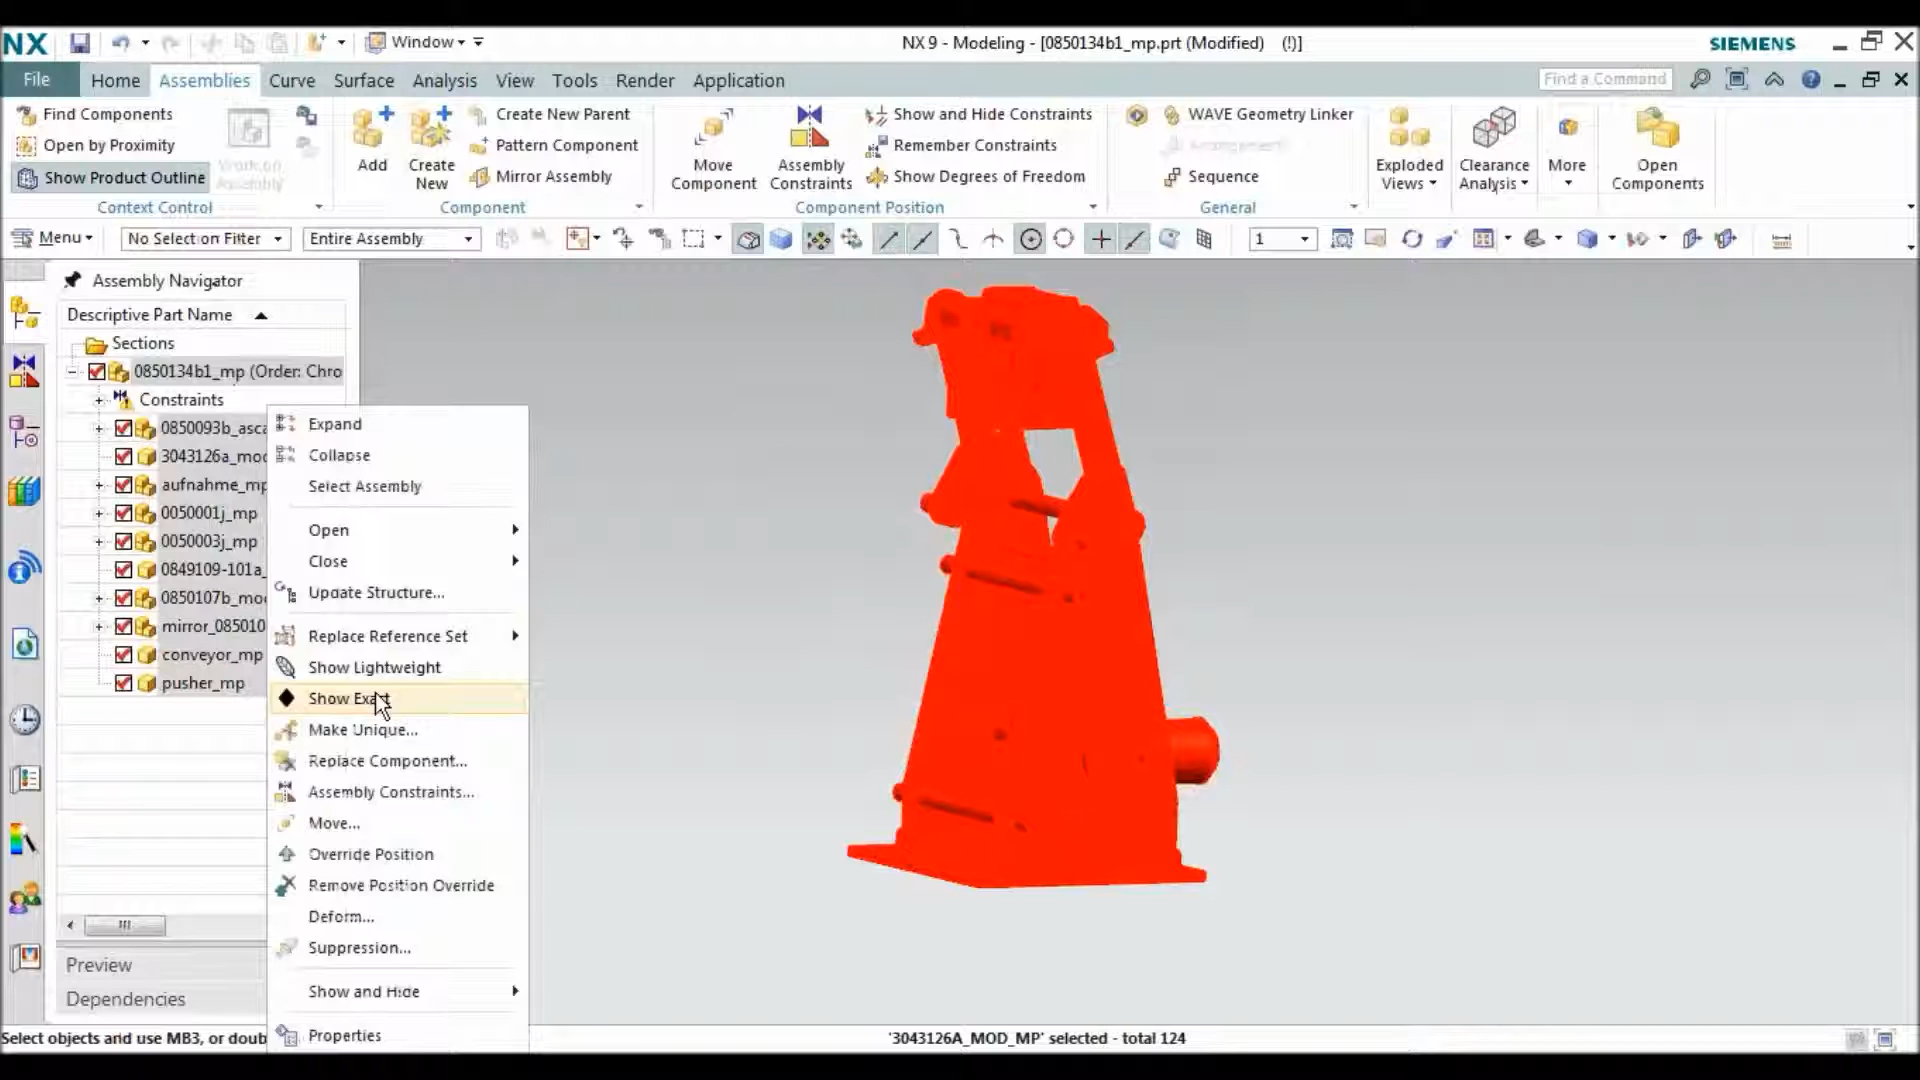 NX
Window
NX 9 - Modeling - [0850134b1_mp.prt (Modified) (!)]
SIEMENS
File
Home
Assemblies
Curve
Surface
Analysis
View
Tools
Render
Application
Find a Command
Find Components
Open by Proximity
Show Product Outline
Work on
Assembly
Context Control
Add
Create
New
Create New Parent
Pattern Component
Mirror Assembly
Component
Move
Component
Assembly
Constraints
Show and Hide Constraints
Remember Constraints
Show Degrees of Freedom
Component Position
WAVE Geometry Linker
Arrangements
Sequence
General
Exploded
Views
Clearance
Analysis
More
Open
Components
Menu
No Selection Filter
Entire Assembly
1
Assembly Navigator
Descriptive Part Name
Sections
0850134b1_mp (Order: Chro
Constraints
0850093b_asca
3043126a_mod
aufnahme_mp
0050001j_mp
0050003j_mp
0849109-101a_
0850107b_mod
mirror_085010
conveyor_mp
pusher_mp
Preview
Dependencies
Expand
Collapse
Select Assembly
Open
Close
Update Structure...
Replace Reference Set
Show Lightweight
Show Exact
Make Unique...
Replace Component...
Assembly Constraints...
Move...
Override Position
Remove Position Override
Deform...
Suppression...
Show and Hide
Properties
Select objects and use MB3, or doub
'3043126A_MOD_MP' selected - total 124